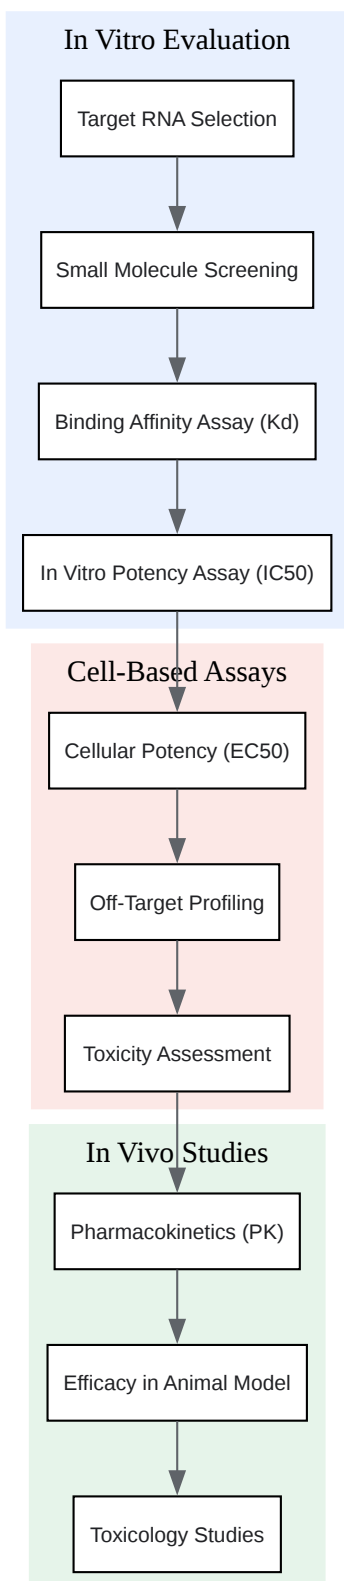 In Vitro Evaluation
Target RNA Selection
Small Molecule Screening
Binding Affinity Assay (Kd)
In Vitro Potency Assay (IC50)
Cell-Based Assays
Cellular Potency (EC50)
Off-Target Profiling
Toxicity Assessment
In Vivo Studies
Pharmacokinetics (PK)
Efficacy in Animal Model
Toxicology Studies